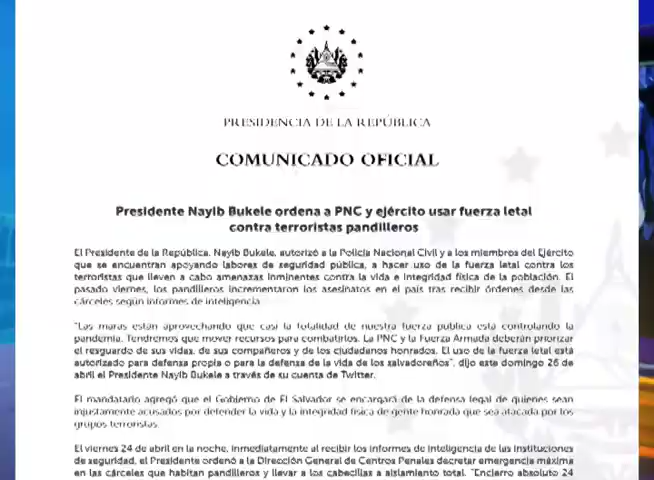 PRESIDENCIA DE LA REPÚBLICA
COMUNICADO OFICIAL
Presidente Nayib Bukele ordena a PNC y ejército usar fuerza letal
contra terroristas pandilleros
El Presidente de la República, Nayib Bukele, autorizó a la Policía Nacional Civil y a los miembros del Ejército
que se encuentran apoyando labores de seguridad pública, a hacer uso de la fuerza letal contra los
terroristas que lleven a cabo amenazas inminentes contra la vida e integridad física de la población. El
pasado viernes, los pandilleros incrementaron los asesinatos en el país tras recibir órdenes desde las
cárceles según informes de inteligencia.
"Las maras están aprovechando que casi la totalidad de nuestra fuerza pública está controlando la
pandemia. Tendremos que mover recursos para combatirlos. La PNC y la Fuerza Armada deberán priorizar
el resguardo de sus vidas, de sus compañeros y de los ciudadanos honrados. El uso de la fuerza letal está
autorizado para defensa propia o para la defensa de la vida de los salvadoreños", dijo este domingo 26 de
abril el Presidente Nayib Bukele a través de su cuenta de Twitter.
El mandatario agregó que el Gobierno de El Salvador se encargará de la defensa legal de quienes sean
injustamente acusados por defender la vida y la integridad física de gente honrada que sea atacada por los
grupos terroristas.
El viernes 24 de abril en la noche, inmediatamente al recibir los informes de inteligencia de las instituciones
de seguridad, el Presidente ordenó a la Dirección General de Centros Penales decretar emergencia máxima
en las cárceles que habitan pandilleros y llevar a los cabecillas a aislamiento total. "Encierro absoluto 24